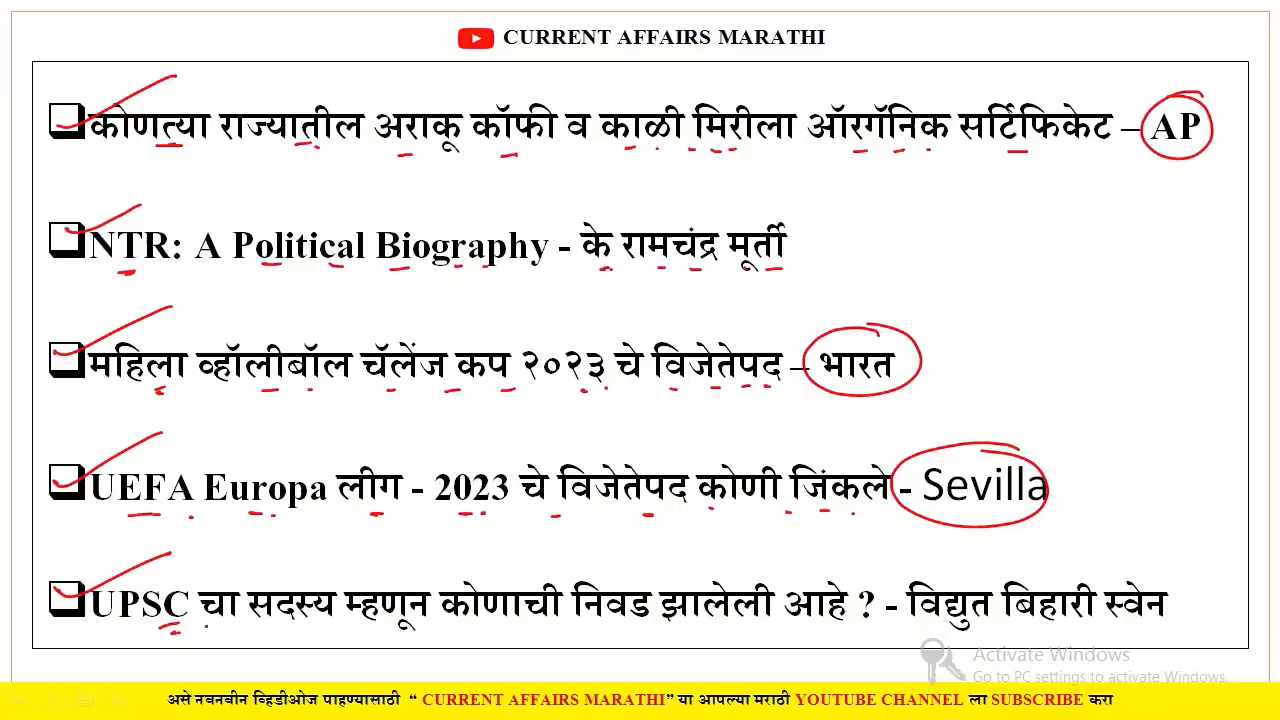 CURRENT AFFAIRS MARATHI
कोणत्या राज्यातील अराकू कॉफी व काळी मिरीला ऑरगॅनिक सर्टिफिकेट – AP
NTR: A Political Biography - के रामचंद्र मूर्ती
महिला व्हॉलीबॉल चॅलेंज कप २०२३ चे विजेतेपद – भारत
UEFA Europa लीग - 2023 चे विजेतेपद कोणी जिंकले - Sevilla
UPSC चा सदस्य म्हणून कोणाची निवड झालेली आहे ? - विद्युत बिहारी स्वेन
Activate Windows
Go to PC settings to activate Windows.
असे नवनवीन व्हिडीओज पाहण्यासाठी “ CURRENT AFFAIRS MARATHI” या आपल्या मराठी YOUTUBE CHANNEL ला SUBSCRIBE करा